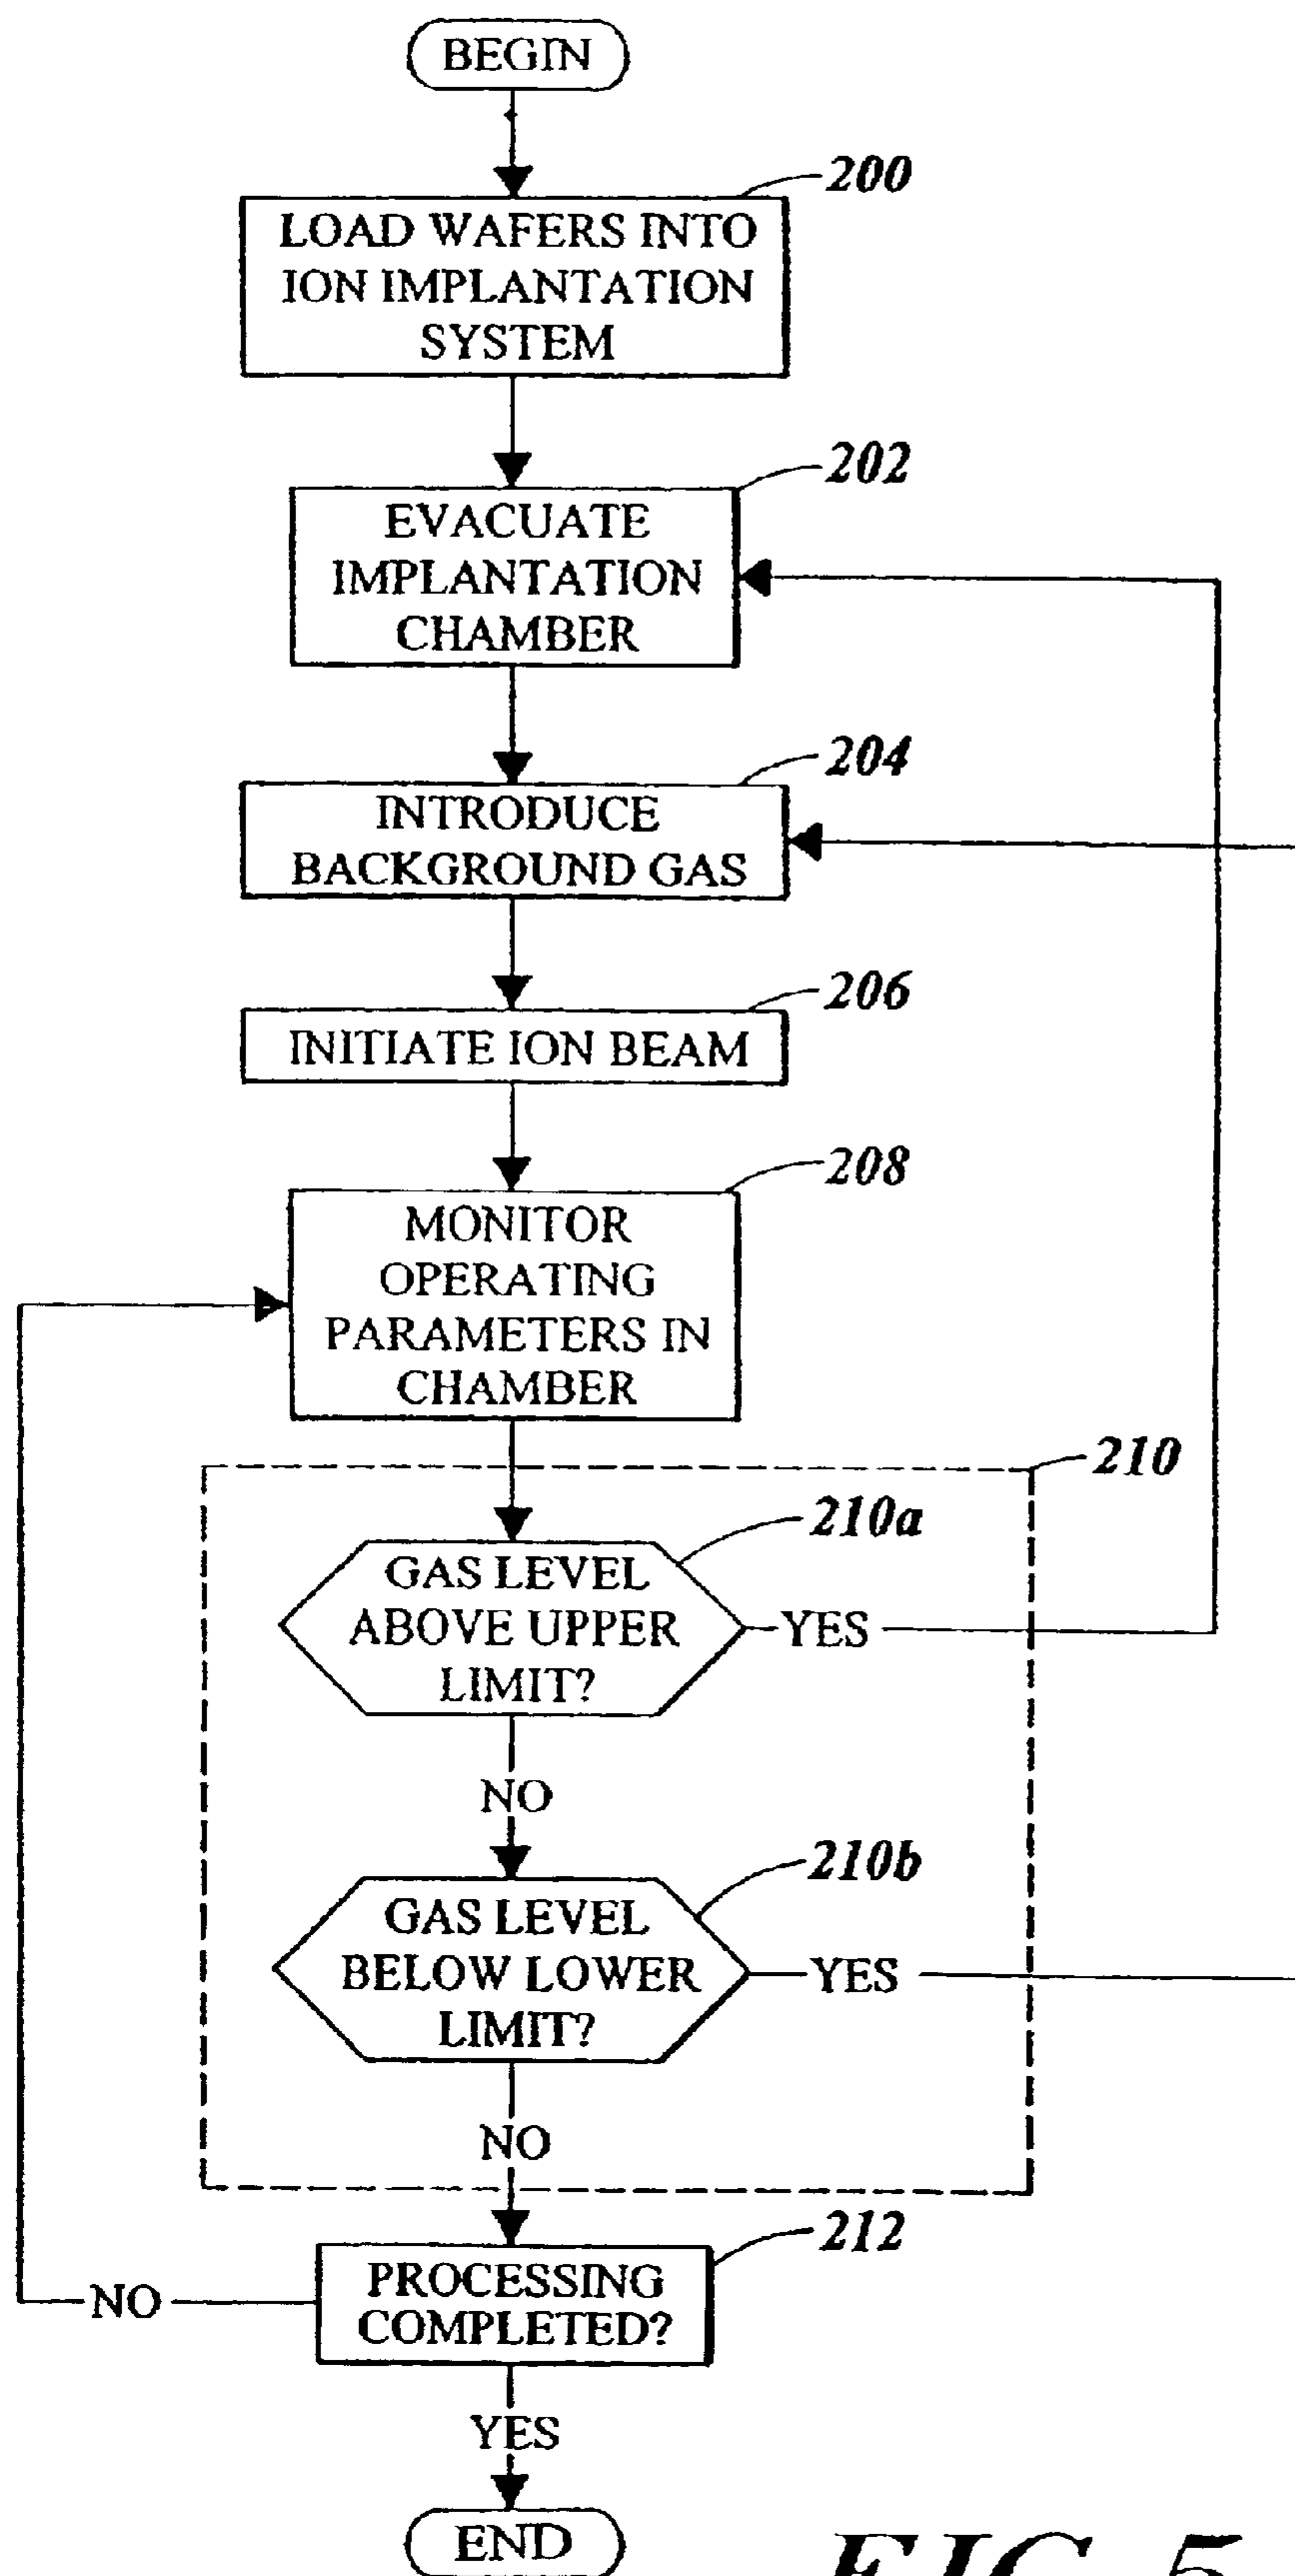 BEGIN
200
LOAD WAFERS INTO
ION IMPLANTATION
SYSTEM
202
EVACUATE
IMPLANTATION
CHAMBER
204
INTRODUCE
BACKGROUND GAS
206
INITIATE ION BEAM
208
MONITOR
OPERATING
PARAMETERS IN
CHAMBER
210
210a
GAS LEVEL
ABOVE UPPER
LIMIT?
YES
NO
210b
GAS LEVEL
BELOW LOWER
LIMIT?
YES
NO
212
PROCESSING
COMPLETED?
NO
YES
END
FIG. 5